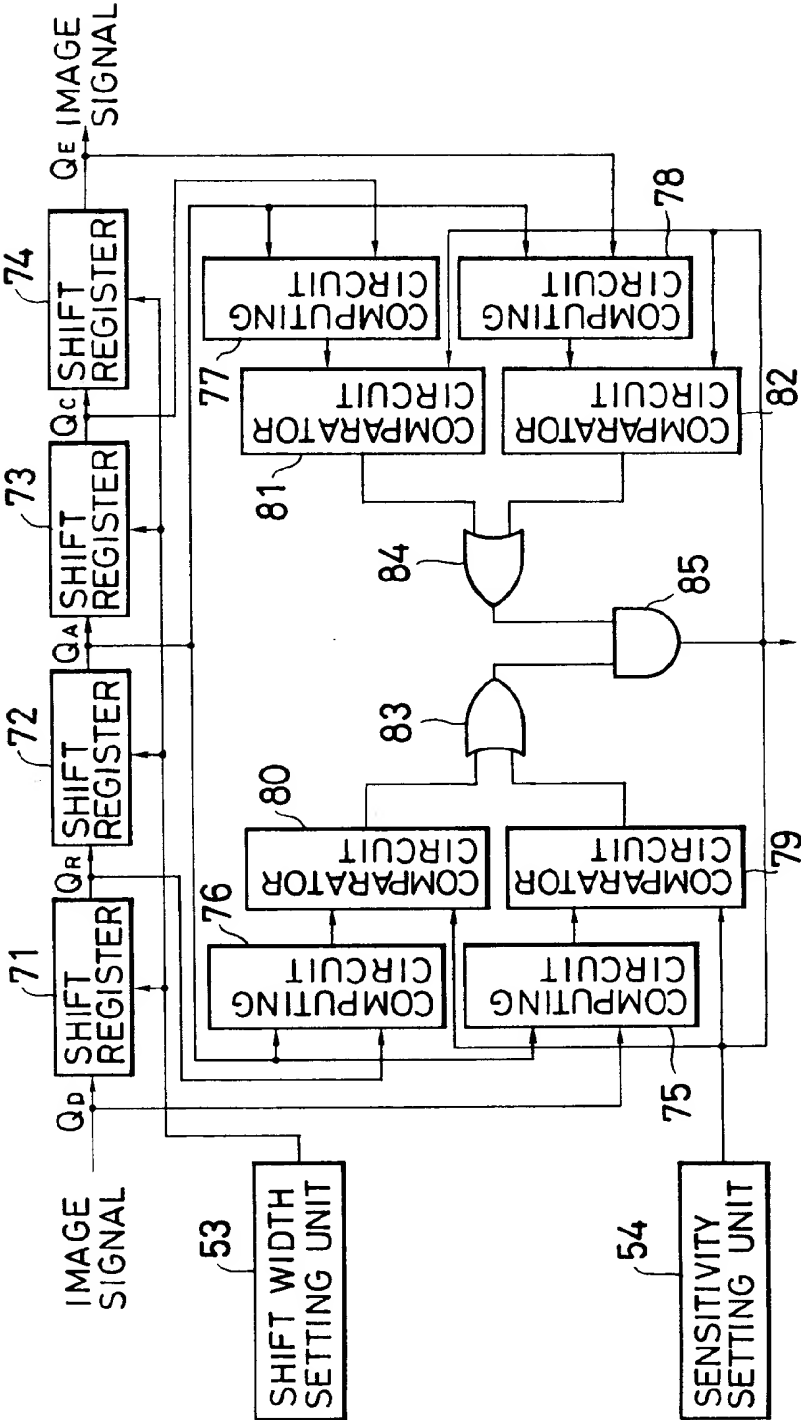 IMAGE
SIGNAL
QD
71
SHIFT
REGISTER
QR
72
SHIFT
REGISTER
QA
73
SHIFT
REGISTER
QC
74
SHIFT
REGISTER
QE
IMAGE
SIGNAL
53
SHIFT WIDTH
SETTING UNIT
76
COMPUTING
CIRCUIT
80
COMPARATOR
CIRCUIT
83
84
81
COMPARATOR
CIRCUIT
77
COMPUTING
CIRCUIT
54
SENSITIVITY
SETTING UNIT
75
COMPUTING
CIRCUIT
79
COMPARATOR
CIRCUIT
85
82
COMPARATOR
CIRCUIT
78
COMPUTING
CIRCUIT